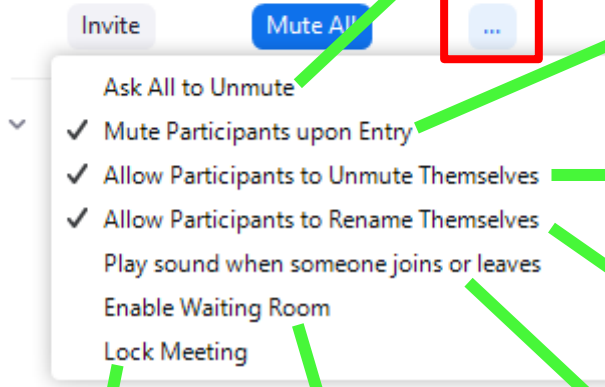 Invite Mute All ...
Ask All to Unmute
✓ Mute Participants upon Entry
✓ Allow Participants to Unmute Themselves
✓ Allow Participants to Rename Themselves
Play sound when someone joins or leaves
Enable Waiting Room
Lock Meeting